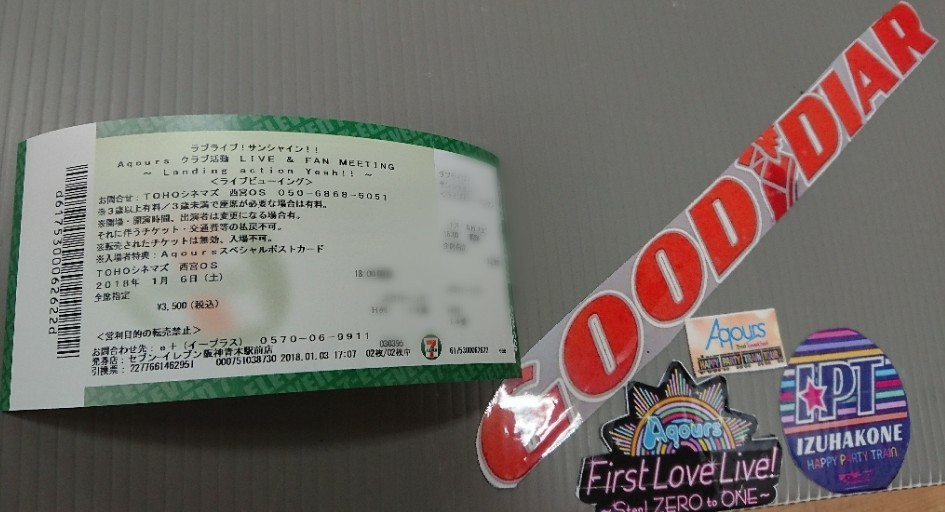 ラブライブ！サンシャイン！！
Aqours クラブ活動 LIVE & FAN MEETING
～ Landing action Yeah!! ～
＜ライブビューイング＞
お問合せ：TOHOシネマズ 西宮OS 050-6868-5051
※3歳以上有料／3歳未満で座席が必要な場合は有料。
※開場・開演時間、出演者は変更になる場合有。
それに伴うチケット・交通費等の払戻不可。
※転売されたチケットは無効、入場不可。
※入場者特典：Aqoursスペシャルポストカード
TOHOシネマズ 西宮OS
2018年 1月 6日（土）
18:00
全席指定
¥3,500（税込）
＜営利目的の転売禁止＞
お問合わせ先：e+（イープラス） 0570-06-9911
発券店：セブン-イレブン阪神青木駅前店
引換票： 2277661462951 000751038730 2018.01.03 17:07 02枚/02枚中
GOOD DIAR
Aqours
HAPPY PARTY TRAIN TOUR
Aqours
First Love Live!
～Step! ZERO to ONE～
HPT
IZUHAKONE
HAPPY PARTY TRAIN